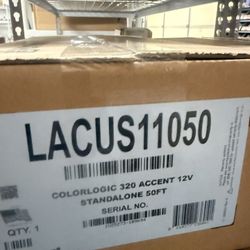 LACUS11050
COLORLOGIC 320 ACCENT 12V
STANDALONE 50FT
SERIAL NO.
QTY. 1